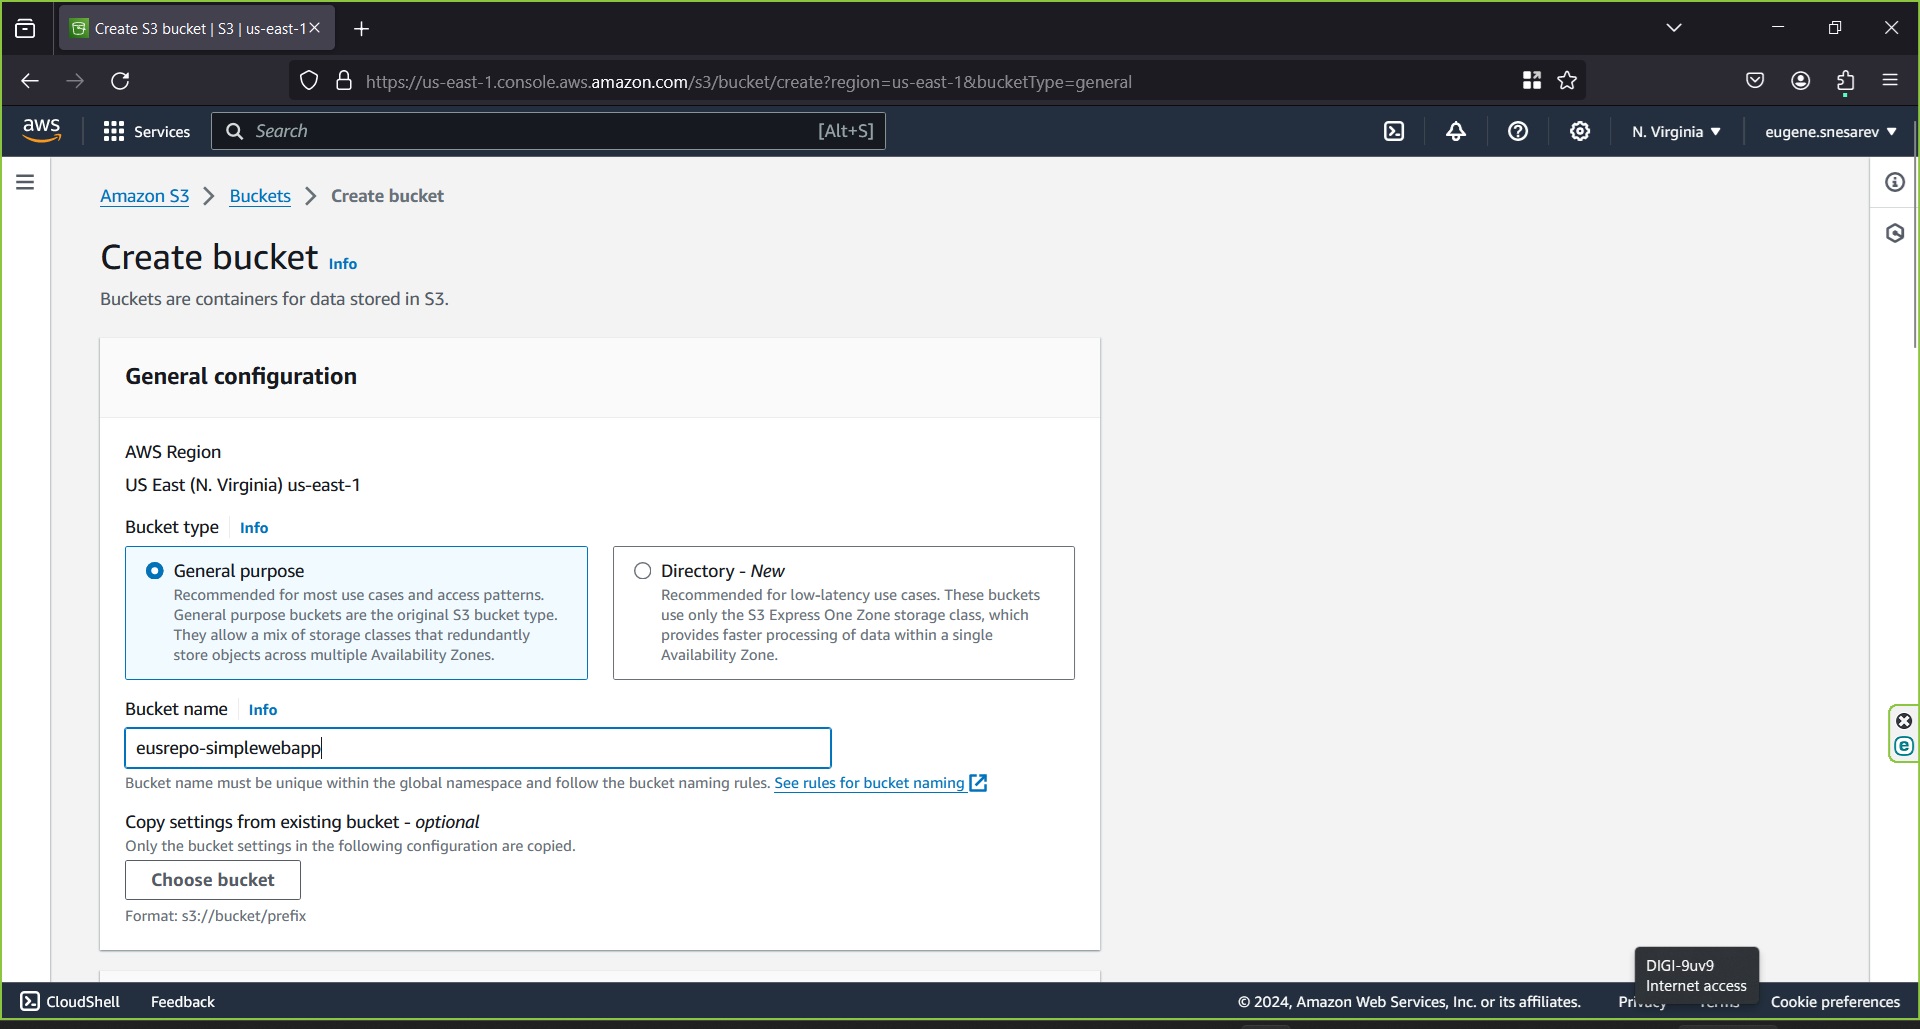 Create S3 bucket | S3 | us-east-1
https://us-east-1.console.aws.amazon.com/s3/bucket/create?region=us-east-1&bucketType=general
aws Services Search [Alt+S] N. Virginia eugene.snesarev
Amazon S3 Buckets Create bucket
Create bucket Info
Buckets are containers for data stored in S3.
General configuration
AWS Region
US East (N. Virginia) us-east-1
Bucket type Info
General purpose
Recommended for most use cases and access patterns.
General purpose buckets are the original S3 bucket type.
They allow a mix of storage classes that redundantly
store objects across multiple Availability Zones.
Directory - New
Recommended for low-latency use cases. These buckets
use only the S3 Express One Zone storage class, which
provides faster processing of data within a single
Availability Zone.
Bucket name Info
eusrepo-simplewebapp
Bucket name must be unique within the global namespace and follow the bucket naming rules. See rules for bucket naming
Copy settings from existing bucket - optional
Only the bucket settings in the following configuration are copied.
Choose bucket
Format: s3://bucket/prefix
DIGI-9uv9
Internet access
CloudShell Feedback © 2024, Amazon Web Services, Inc. or its affiliates. Privacy Terms Cookie preferences